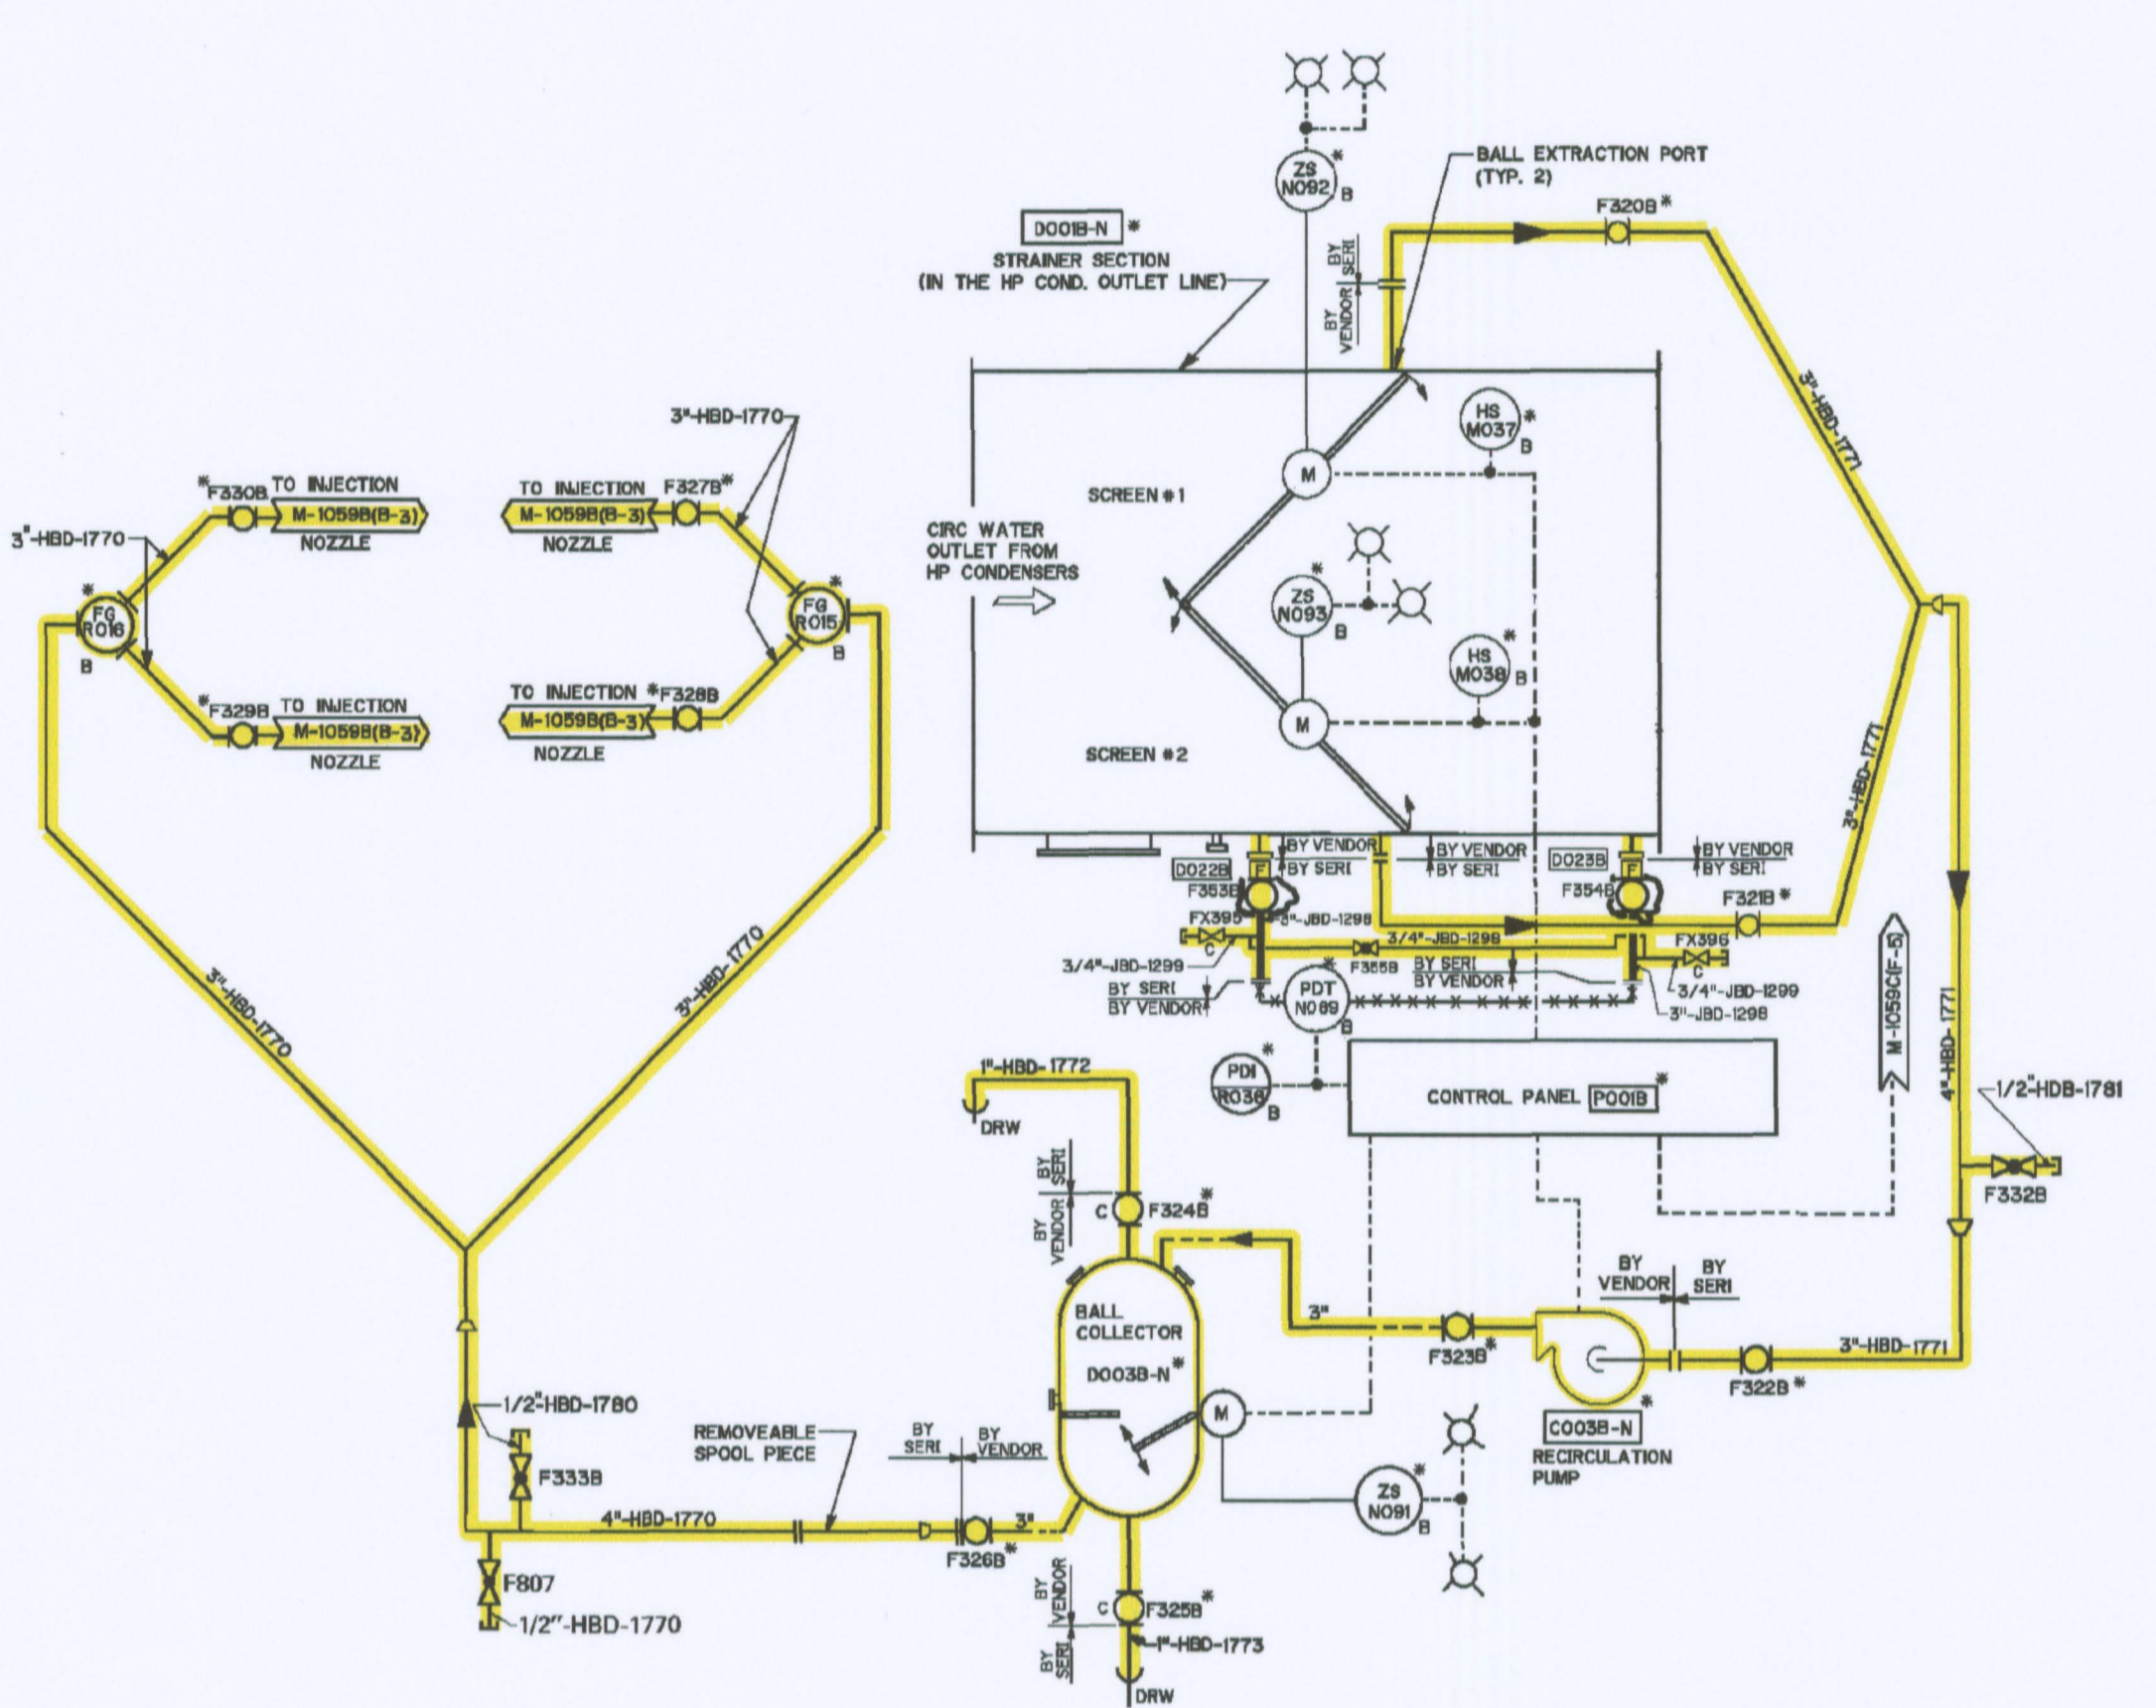 ZS
N092
*
B
BALL EXTRACTION PORT
(TYP. 2)
F320B*
D001B-N *
STRAINER SECTION
(IN THE HP COND. OUTLET LINE)
BY
SERI
BY
VENDOR
3"-HBD-1771
3"-HBD-1770
HS
M037
*
B
*F330B
TO INJECTION
M-1059B(B-3)
NOZZLE
TO INJECTION
F327B*
M-1059B(B-3)
NOZZLE
M
SCREEN #1
3"-HBD-1770
CIRC WATER
OUTLET FROM
HP CONDENSERS
*
FG
R016
B
*
FG
R015
B
ZS
N093
*
B
HS
M038
*
B
*F329B
TO INJECTION
M-1059B(B-3)
NOZZLE
TO INJECTION
*F328B
M-1059B(B-3)
NOZZLE
M
SCREEN #2
3"-HBD-1771
D022B
F
F353B
BY VENDOR
BY SERI
BY VENDOR
BY SERI
D023B
F
F354B
BY VENDOR
BY SERI
F321B*
FX395
C
3"-JBD-1298
3/4"-JBD-1298
F355B
FX396
C
3/4"-JBD-1299
BY SERI
BY VENDOR
BY SERI
BY VENDOR
3/4"-JBD-1299
3"-JBD-1298
PDT
N089
*
B
M-1059C(F-5)
4"-HBD-1771
3"-HBD-1770
3"-HBD-1770
1"-HBD-1772
DRW
PDI
R036
*
B
CONTROL PANEL P001B*
1/2"-HDB-1781
F332B
BY
SERI
BY
VENDOR
C
F324B*
BALL
COLLECTOR
D003B-N*
3"
F323B*
BY
VENDOR
BY
SERI
3"-HBD-1771
F322B*
C003B-N
*
RECIRCULATION
PUMP
M
ZS
N091
*
B
1/2"-HBD-1780
F333B
REMOVEABLE
SPOOL PIECE
BY
SERI
BY
VENDOR
4"-HBD-1770
3"
F326B*
F807
1/2"-HBD-1770
BY
VENDOR
BY
SERI
C
F325B*
1"-HBD-1773
DRW